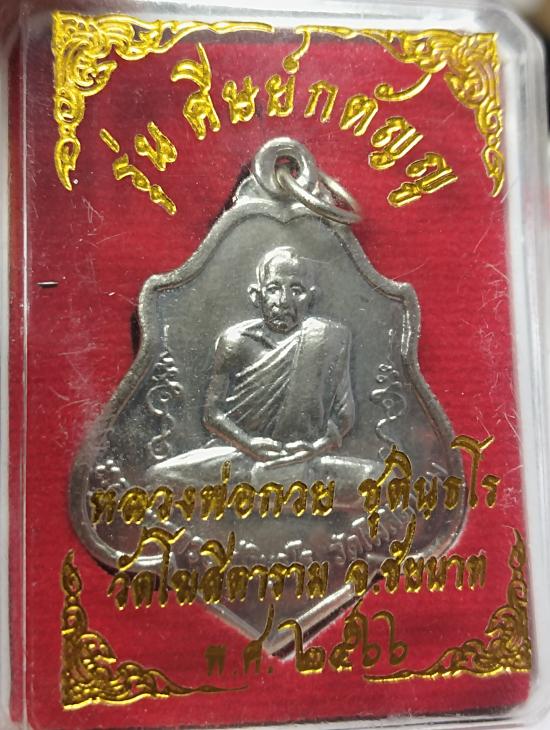 รุ่น ศิษย์กตัญญู
หลวงพ่อกวย ชุตินฺธโร
วัดโฆสิตาราม จ.ชัยนาท
พ.ศ. ๒๕๖๖